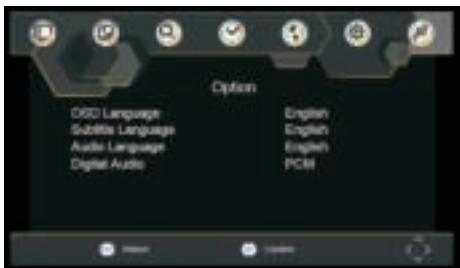 Option
OSD Language English
Subtitle Language English
Audio Language English
Digital Audio PCM